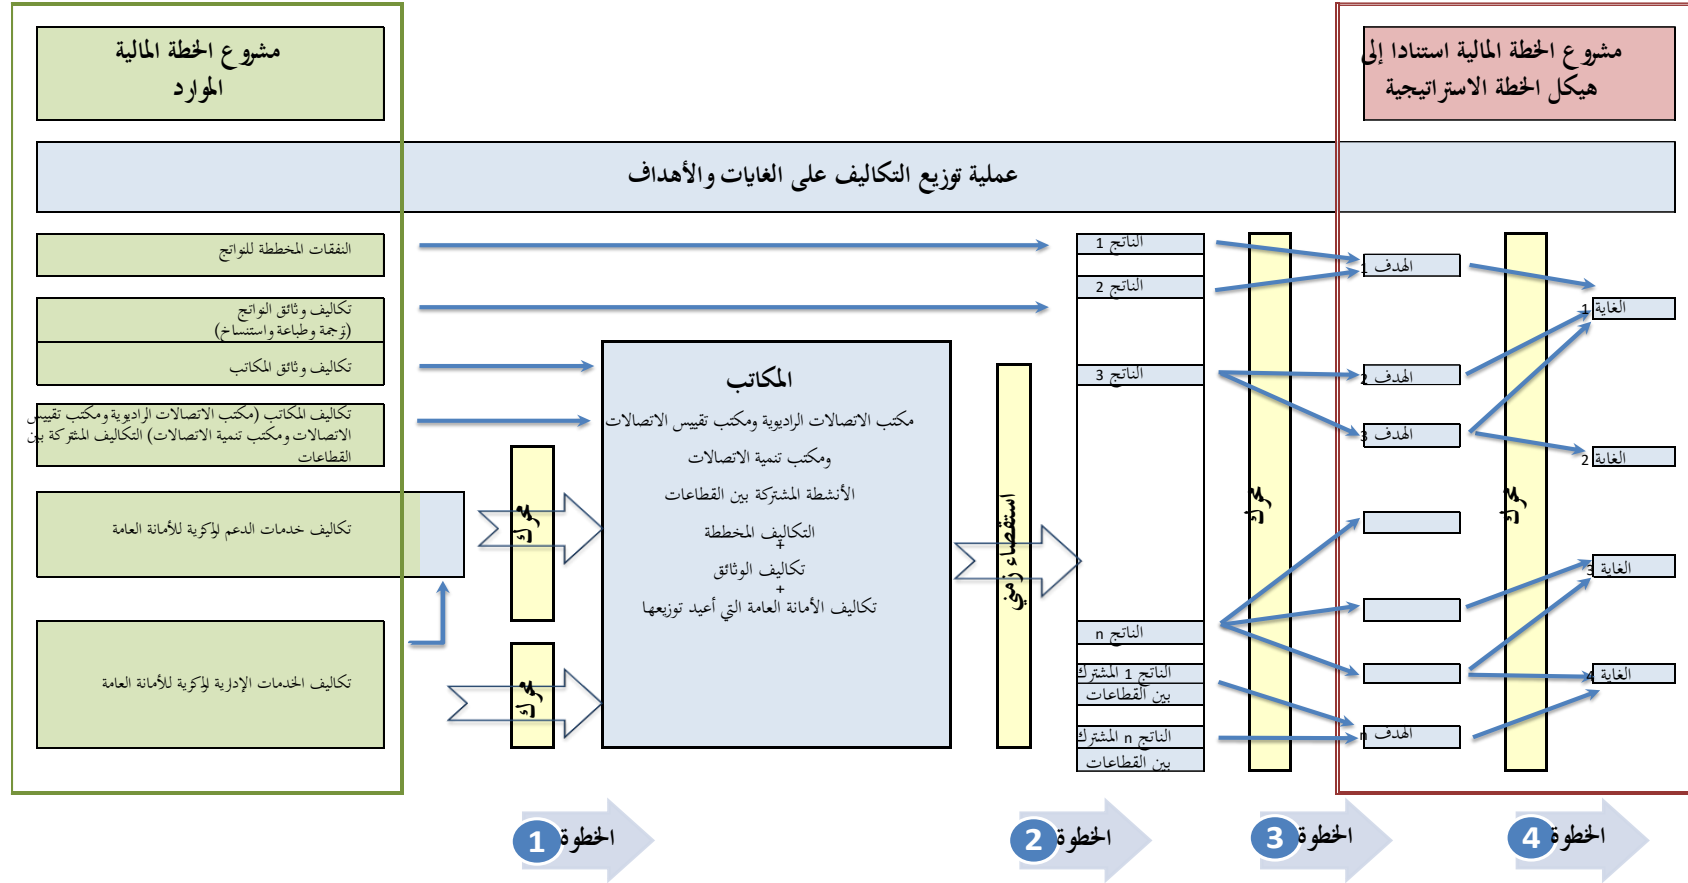 مشروع الخطة المالية
الموارد
مشروع الخطة المالية استنادا إلى
هيكل الخطة الاستراتيجية
عملية توزيع التكاليف على الغايات والأهداف
النفقات المخططة للنواتج
تكاليف وثائق النواتج
(ترجمة وطباعة واستنساخ)
تكاليف وثائق المكاتب
تكاليف المكاتب (مكتب الاتصالات الراديوية ومكتب تقييس
الاتصالات ومكتب تنمية الاتصالات) التكاليف المشتركة بين
القطاعات
تكاليف خدمات الدعم المركزية للأمانة العامة
تكاليف الخدمات الإدارية المركزية للأمانة العامة
محرك
محرك
المكاتب
مكتب الاتصالات الراديوية ومكتب تقييس الاتصالات
ومكتب تنمية الاتصالات
الأنشطة المشتركة بين القطاعات
التكاليف المخططة
+
تكاليف الوثائق
+
تكاليف الأمانة العامة التي أعيد توزيعها
استقصاء زمني
الناتج 1
الناتج 2
الناتج 3
الناتج n
الناتج 1 المشترك
بين القطاعات
الناتج n المشترك
بين القطاعات
محرك
الهدف 1
الهدف 2
الهدف 3
الهدف n
محرك
الغاية 1
الغاية 2
الغاية 3
الغاية 4
الخطوة 1
الخطوة 2
الخطوة 3
الخطوة 4